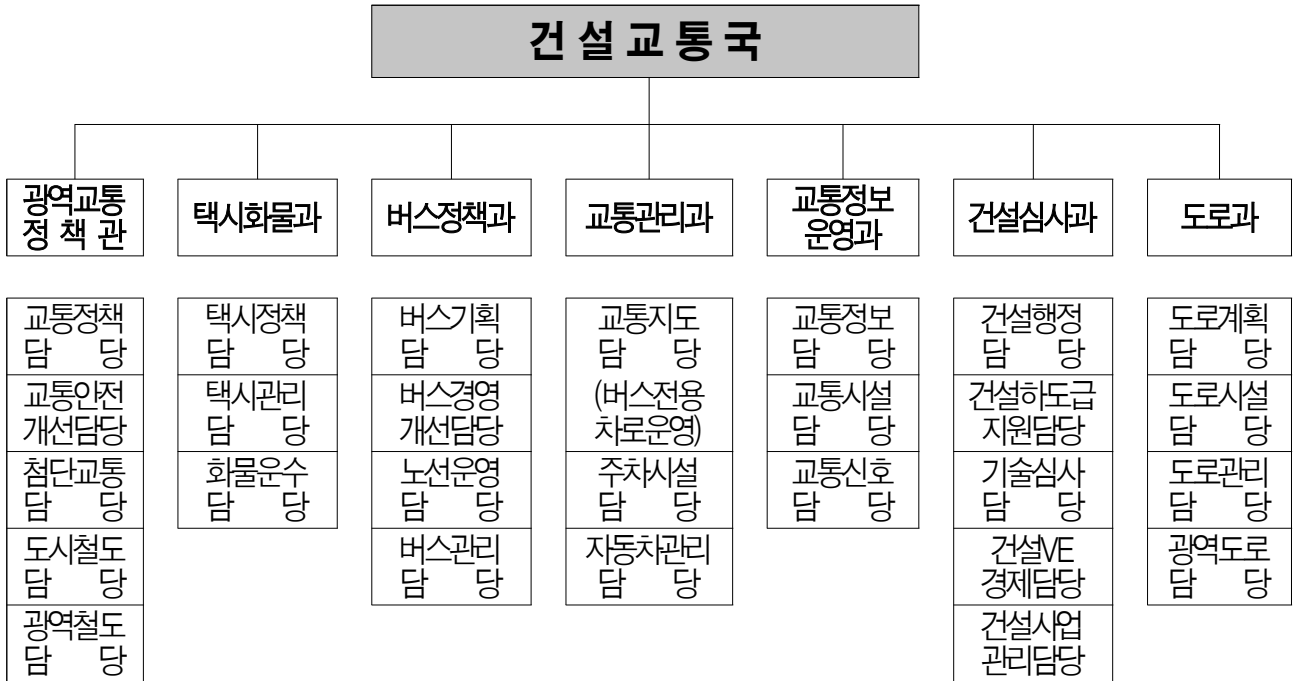 건 설 교 통 국
광역교통
정 책 관
택시화물과
버스정책과
교통관리과
교통정보
운영과
건설심사과
도로과
교통정책
담 당
교통안전
개선담당
첨단교통
담 당
도시철도
담 당
광역철도
담 당
택시정책
담 당
택시관리
담 당
화물운수
담 당
버스기획
담 당
버스경영
개선담당
노선운영
담 당
버스관리
담 당
교통지도
담 당
(버스전용
차로운영)
주차시설
담 당
자동차관리
담 당
교통정보
담 당
교통시설
담 당
교통신호
담 당
건설행정
담 당
건설하도급
지원담당
기술심사
담 당
건설VE
경제담당
건설사업
관리담당
도로계획
담 당
도로시설
담 당
도로관리
담 당
광역도로
담 당